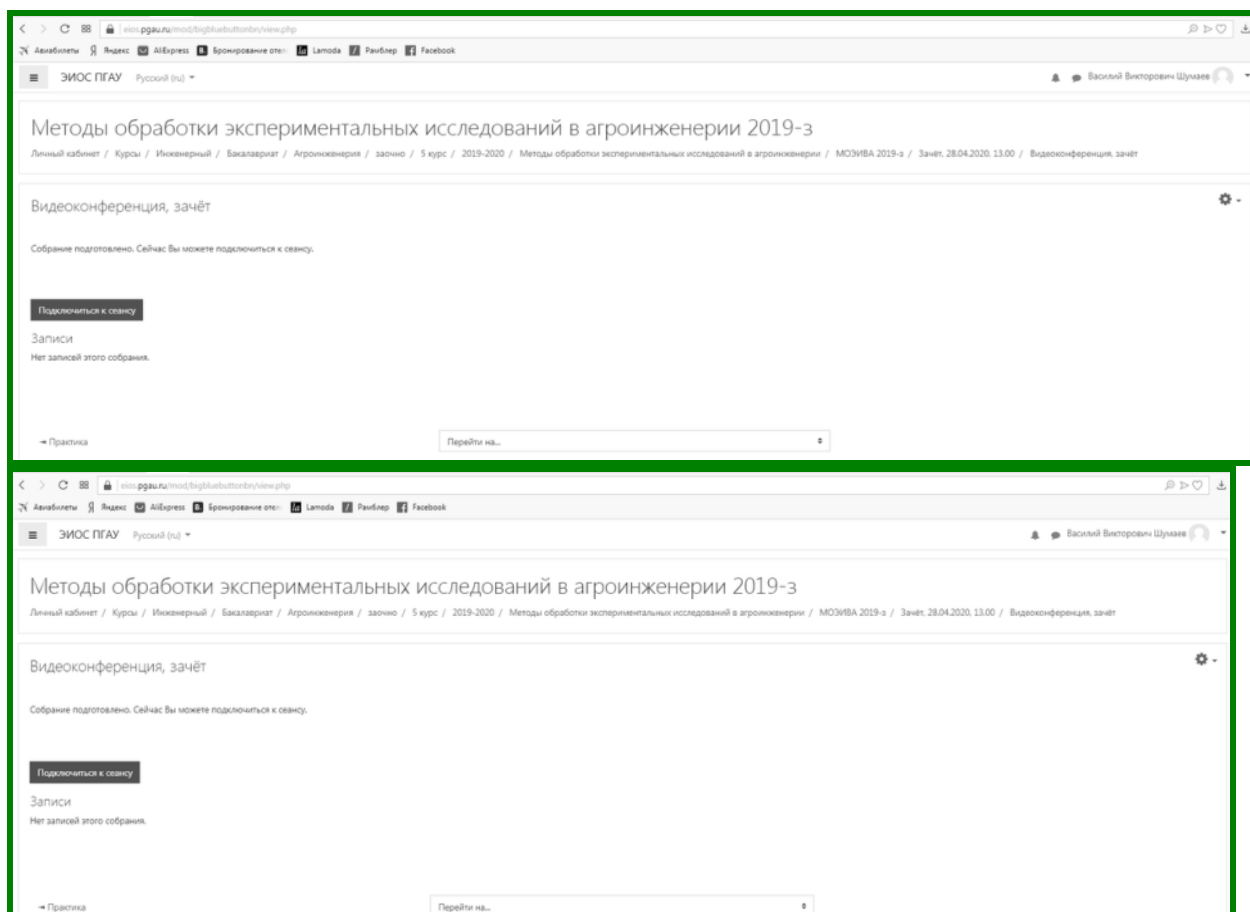 eios.pgau.ru/mod/bigbluebuttonbn/view.php
Авиабилеты Яндекс AliExpress Бронирование отел Lamoda Рамблер Facebook
ЭИОС ПГАУ Русский (ru) Василий Викторович Шумаев
Методы обработки экспериментальных исследований в агроинженерии 2019-з
Личный кабинет / Курсы / Инженерный / Бакалавриат / Агроинженерия / заочно / 5 курс / 2019-2020 / Методы обработки экспериментальных исследований в агроинженерии / МОЭИВА 2019-з / Зачёт, 28.04.2020, 13.00 / Видеоконференция, зачёт
Видеоконференция, зачёт
Собрание подготовлено. Сейчас Вы можете подключиться к сеансу.
Подключиться к сеансу
Записи
Нет записей этого собрания.
→ Практика Перейти на...
eios.pgau.ru/mod/bigbluebuttonbn/view.php
Авиабилеты Яндекс AliExpress Бронирование отел Lamoda Рамблер Facebook
ЭИОС ПГАУ Русский (ru) Василий Викторович Шумаев
Методы обработки экспериментальных исследований в агроинженерии 2019-з
Личный кабинет / Курсы / Инженерный / Бакалавриат / Агроинженерия / заочно / 5 курс / 2019-2020 / Методы обработки экспериментальных исследований в агроинженерии / МОЭИВА 2019-з / Зачёт, 28.04.2020, 13.00 / Видеоконференция, зачёт
Видеоконференция, зачёт
Собрание подготовлено. Сейчас Вы можете подключиться к сеансу.
Подключиться к сеансу
Записи
Нет записей этого собрания.
→ Практика Перейти на...